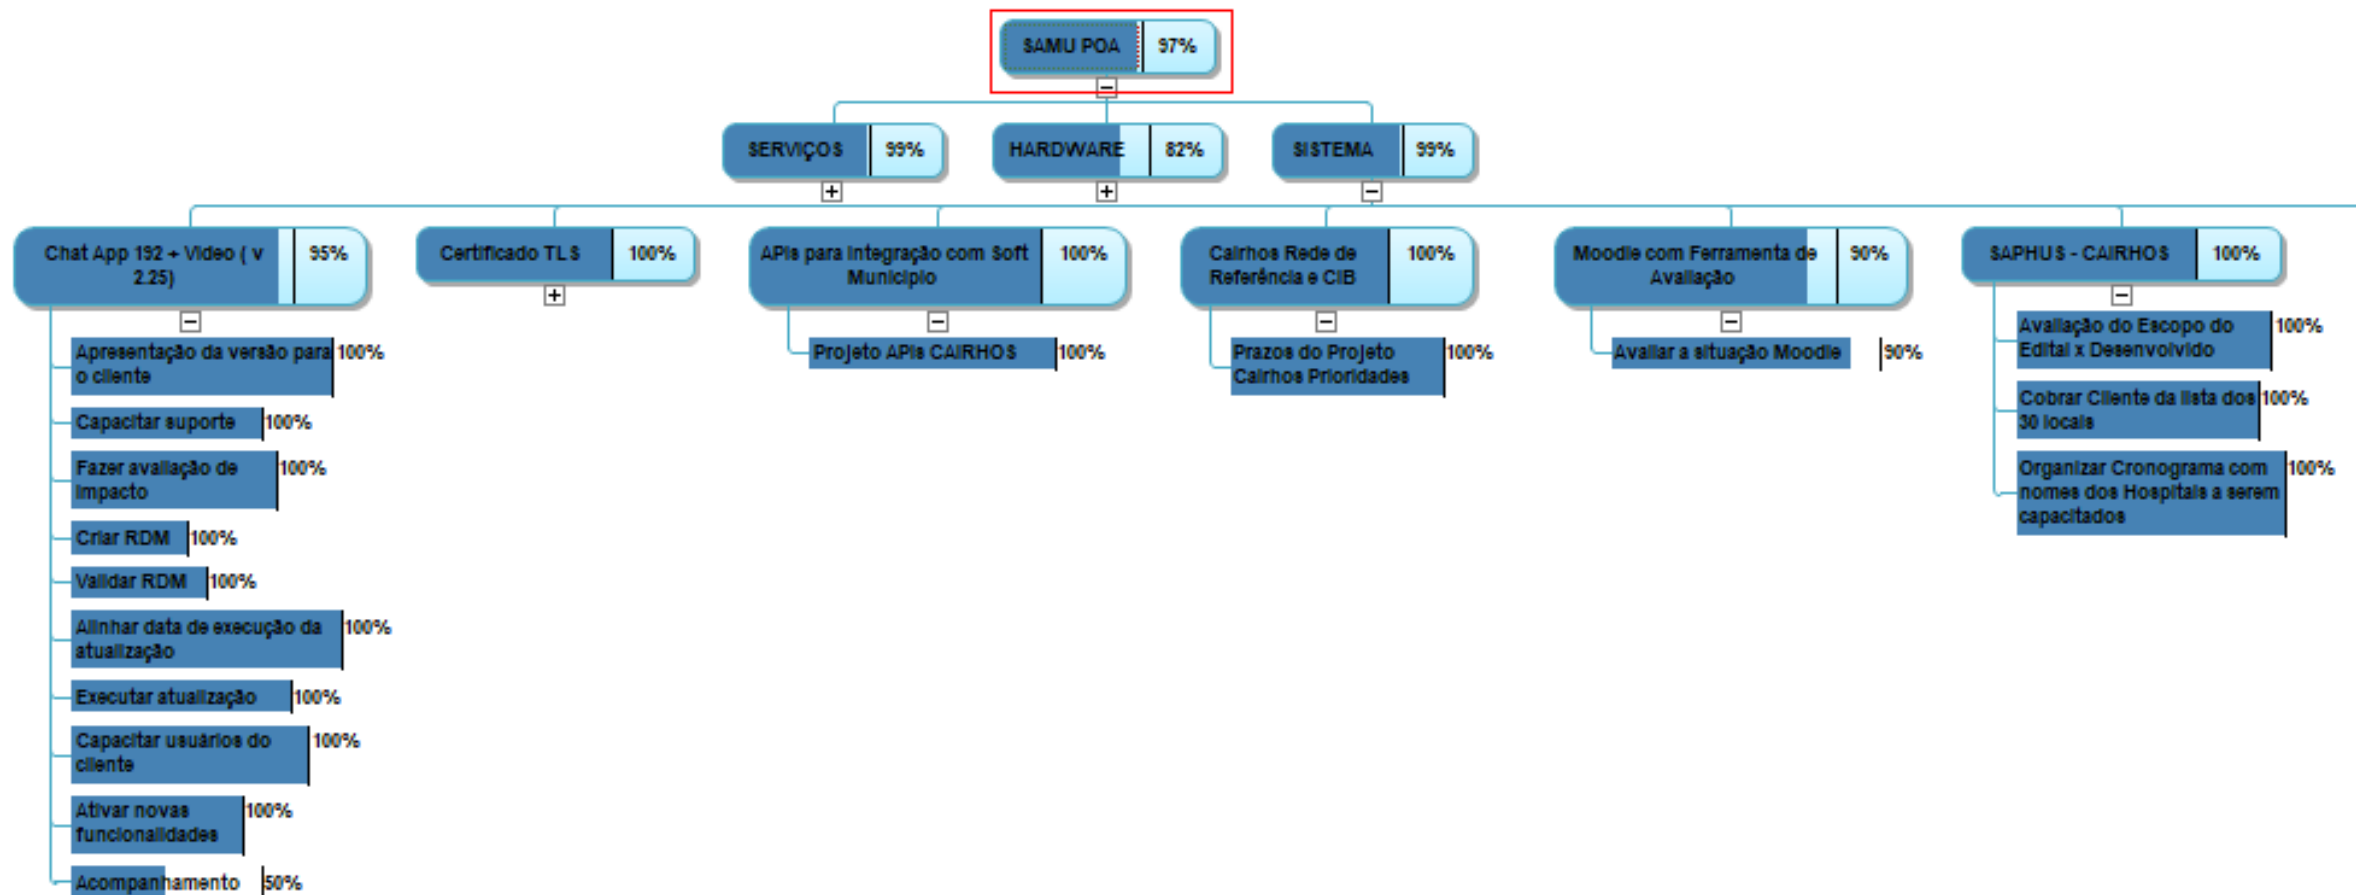 SAMU POA 97%
SERVIÇOS 99%
HARDWARE 82%
SISTEMA 99%
Chat App 192 + Video ( v
2.25)
95%
Apresentação da versão para
o cliente
100%
Capacitar suporte 100%
Fazer avaliação de
Impacto
100%
Criar RDM 100%
Validar RDM 100%
Alinhar data de execução da
atualização
100%
Executar atualização 100%
Capacitar usuários do
cliente
100%
Ativar novas
funcionalidades
100%
Acompanhamento 50%
Certificado TLS 100%
APIs para Integração com Soft
Municipio
100%
Projeto APIs CAIRHOS 100%
Cairhos Rede de
Referência e CIB
100%
Prazos do Projeto
Cairhos Prioridades
100%
Moodle com Ferramenta de
Avaliação
90%
Avaliar a situação Moodle 90%
SAPHUS - CAIRHOS 100%
Avaliação do Escopo do
Edital x Desenvolvido
100%
Cobrar Cliente da lista dos
30 locais
100%
Organizar Cronograma com
nomes dos Hospitais a serem
capacitados
100%